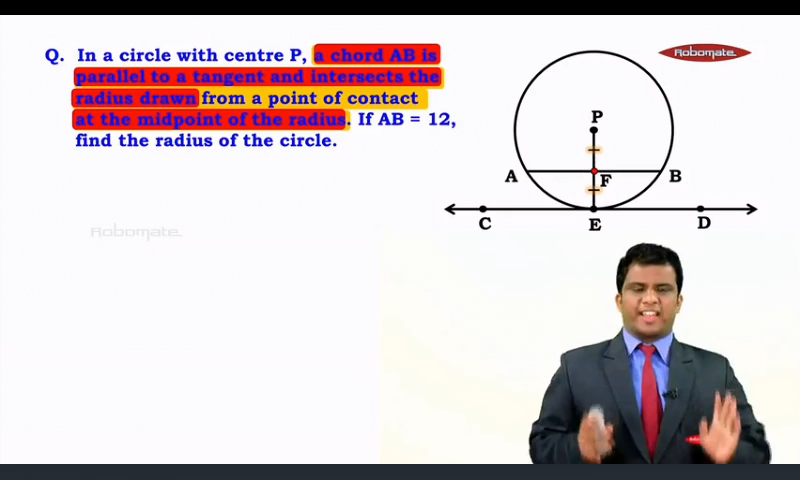 Q. In a circle with centre P, a chord AB is
parallel to a tangent and intersects the
radius drawn from a point of contact
at the midpoint of the radius. If AB = 12,
find the radius of the circle.
Robomate
P
A
F
B
C
E
D
Robomate